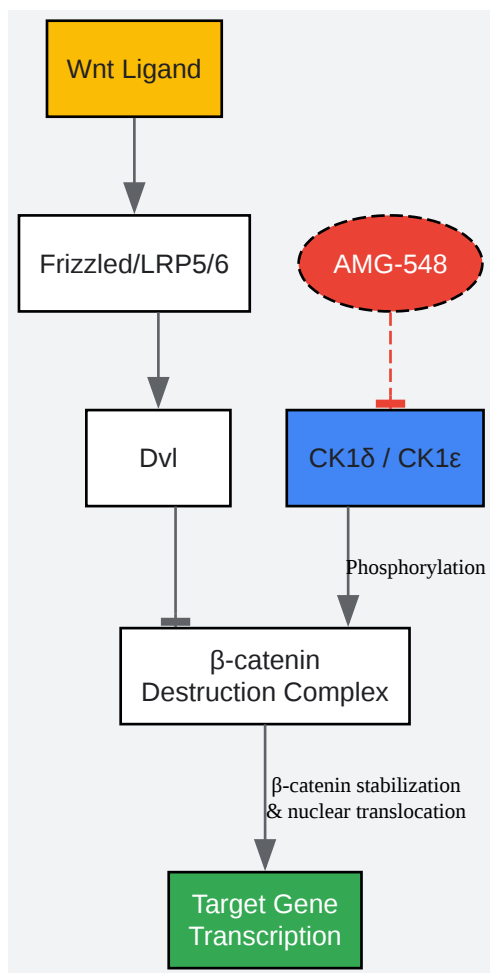 Wnt Ligand
Frizzled/LRP5/6
AMG-548
Dvl
CK1δ / CK1ε
Phosphorylation
β-catenin
Destruction Complex
β-catenin stabilization
& nuclear translocation
Target Gene
Transcription